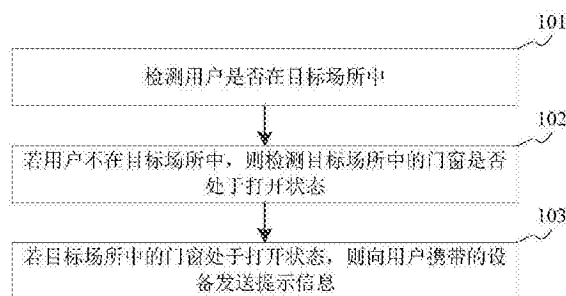 101
检测用户是否在目标场所中
102
若用户不在目标场所中，则检测目标场所中的门窗是否
处于打开状态
103
若目标场所中的门窗处于打开状态，则向用户携带的设
备发送提示信息